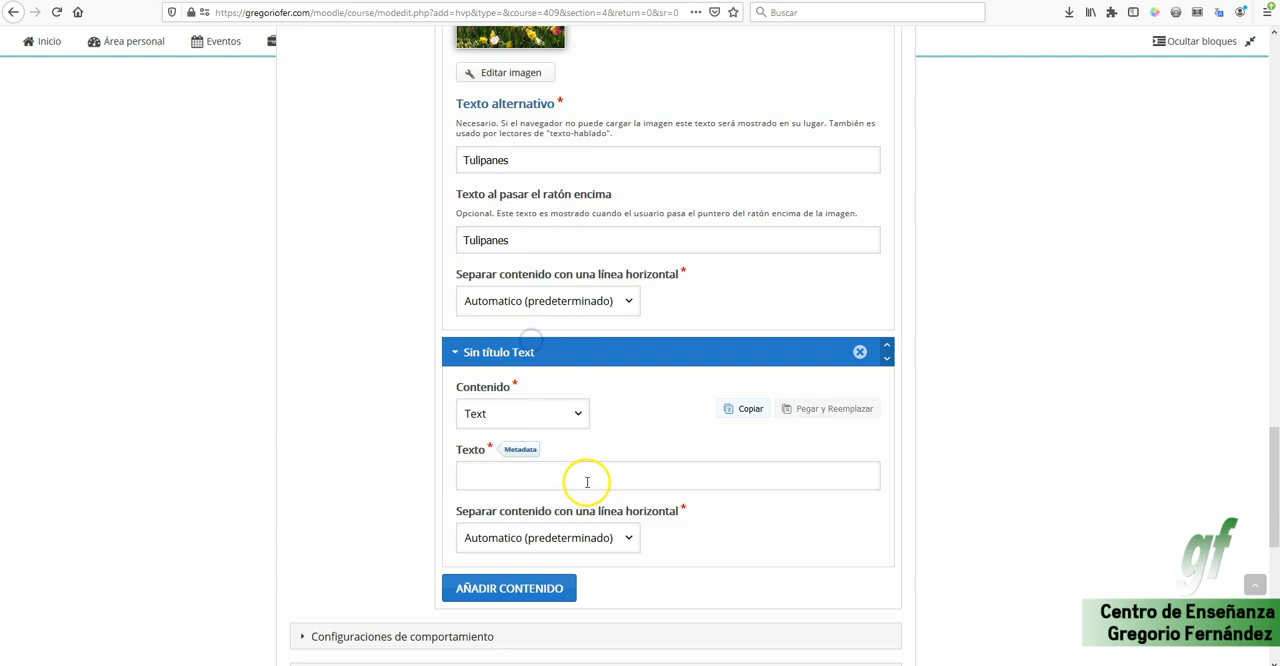 https://gregoriofer.com/moodle/course/modedit.php?add=hvp&type=&course=409&section=4&return=0&sr=0
Buscar
Inicio
Área personal
Eventos
Ocultar bloques
Editar imagen
Texto alternativo *
Necesario. Si el navegador no puede cargar la imagen este texto será mostrado en su lugar. También es
usado por lectores de "texto-hablado".
Tulipanes
Texto al pasar el ratón encima
Opcional. Este texto es mostrado cuando el usuario pasa el puntero del ratón encima de la imagen.
Tulipanes
Separar contenido con una línea horizontal *
Automatico (predeterminado)
Sin título Text
Contenido *
Text
Copiar
Pegar y Reemplazar
Texto * Metadata
Separar contenido con una línea horizontal *
Automatico (predeterminado)
AÑADIR CONTENIDO
Configuraciones de comportamiento
gf
Centro de Enseñanza
Gregorio Fernández